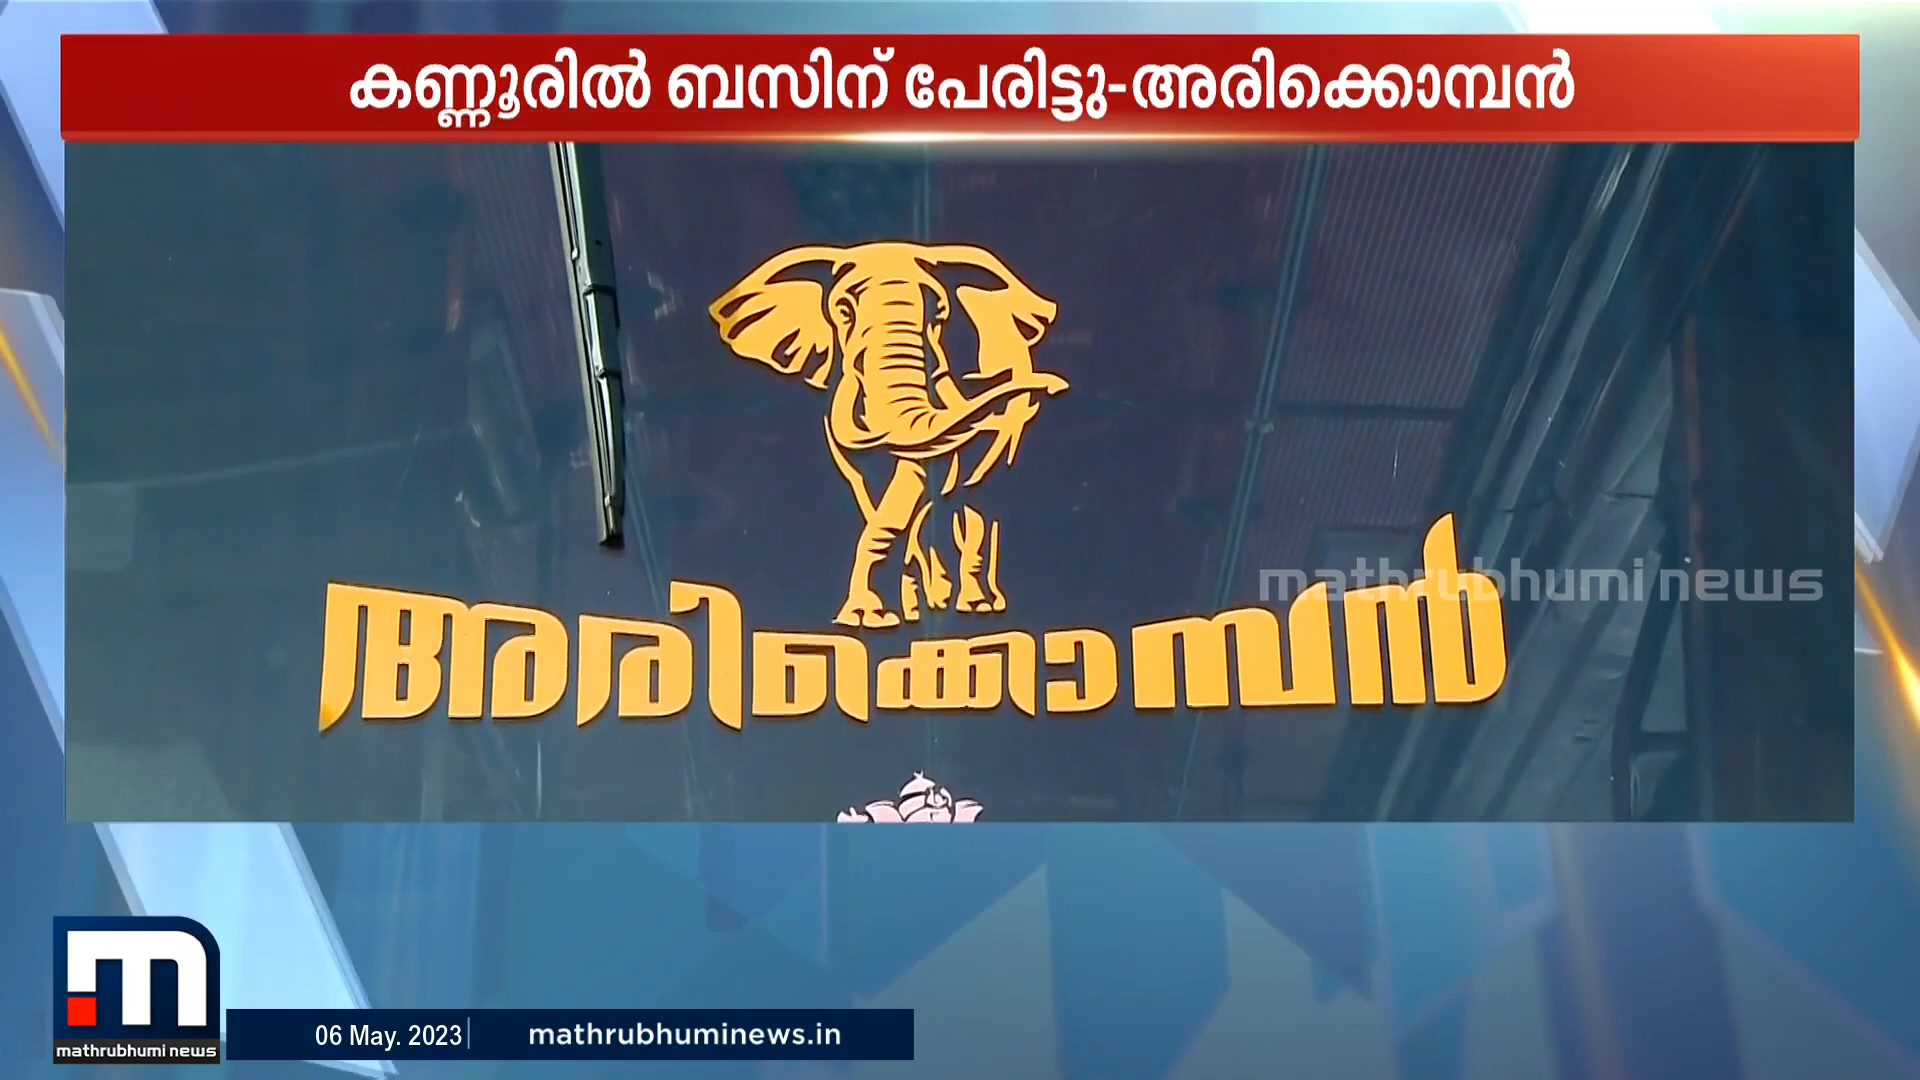 കണ്ണൂരിൽ ബസിന് പേരിട്ടു-അരിക്കൊമ്പൻ
mathrubhumi news
അരിക്കൊമ്പൻ
mathrubhumi news
06 May. 2023
mathrubhuminews.in